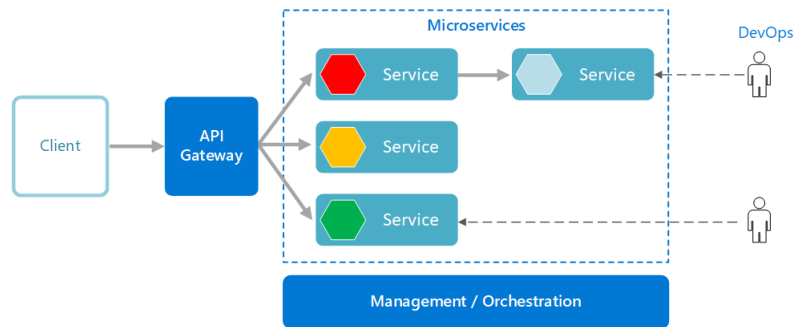 Microservices
DevOps
Service
Service
Client
API
Gateway
Service
Service
Management / Orchestration